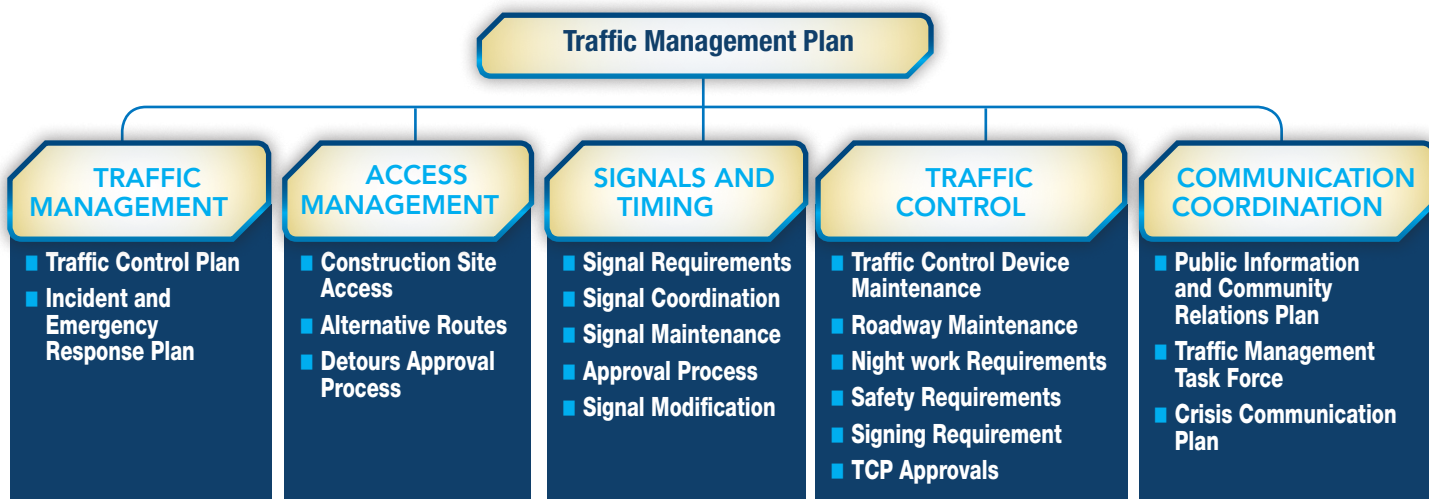 Traffic Management Plan
TRAFFIC
MANAGEMENT
Traffic Control Plan
Incident and
Emergency
Response Plan
ACCESS
MANAGEMENT
Construction Site
Access
Alternative Routes
Detours Approval
Process
SIGNALS AND
TIMING
Signal Requirements
Signal Coordination
Signal Maintenance
Approval Process
Signal Modification
TRAFFIC
CONTROL
Traffic Control Device
Maintenance
Roadway Maintenance
Night work Requirements
Safety Requirements
Signing Requirement
TCP Approvals
COMMUNICATION
COORDINATION
Public Information
and Community
Relations Plan
Traffic Management
Task Force
Crisis Communication
Plan